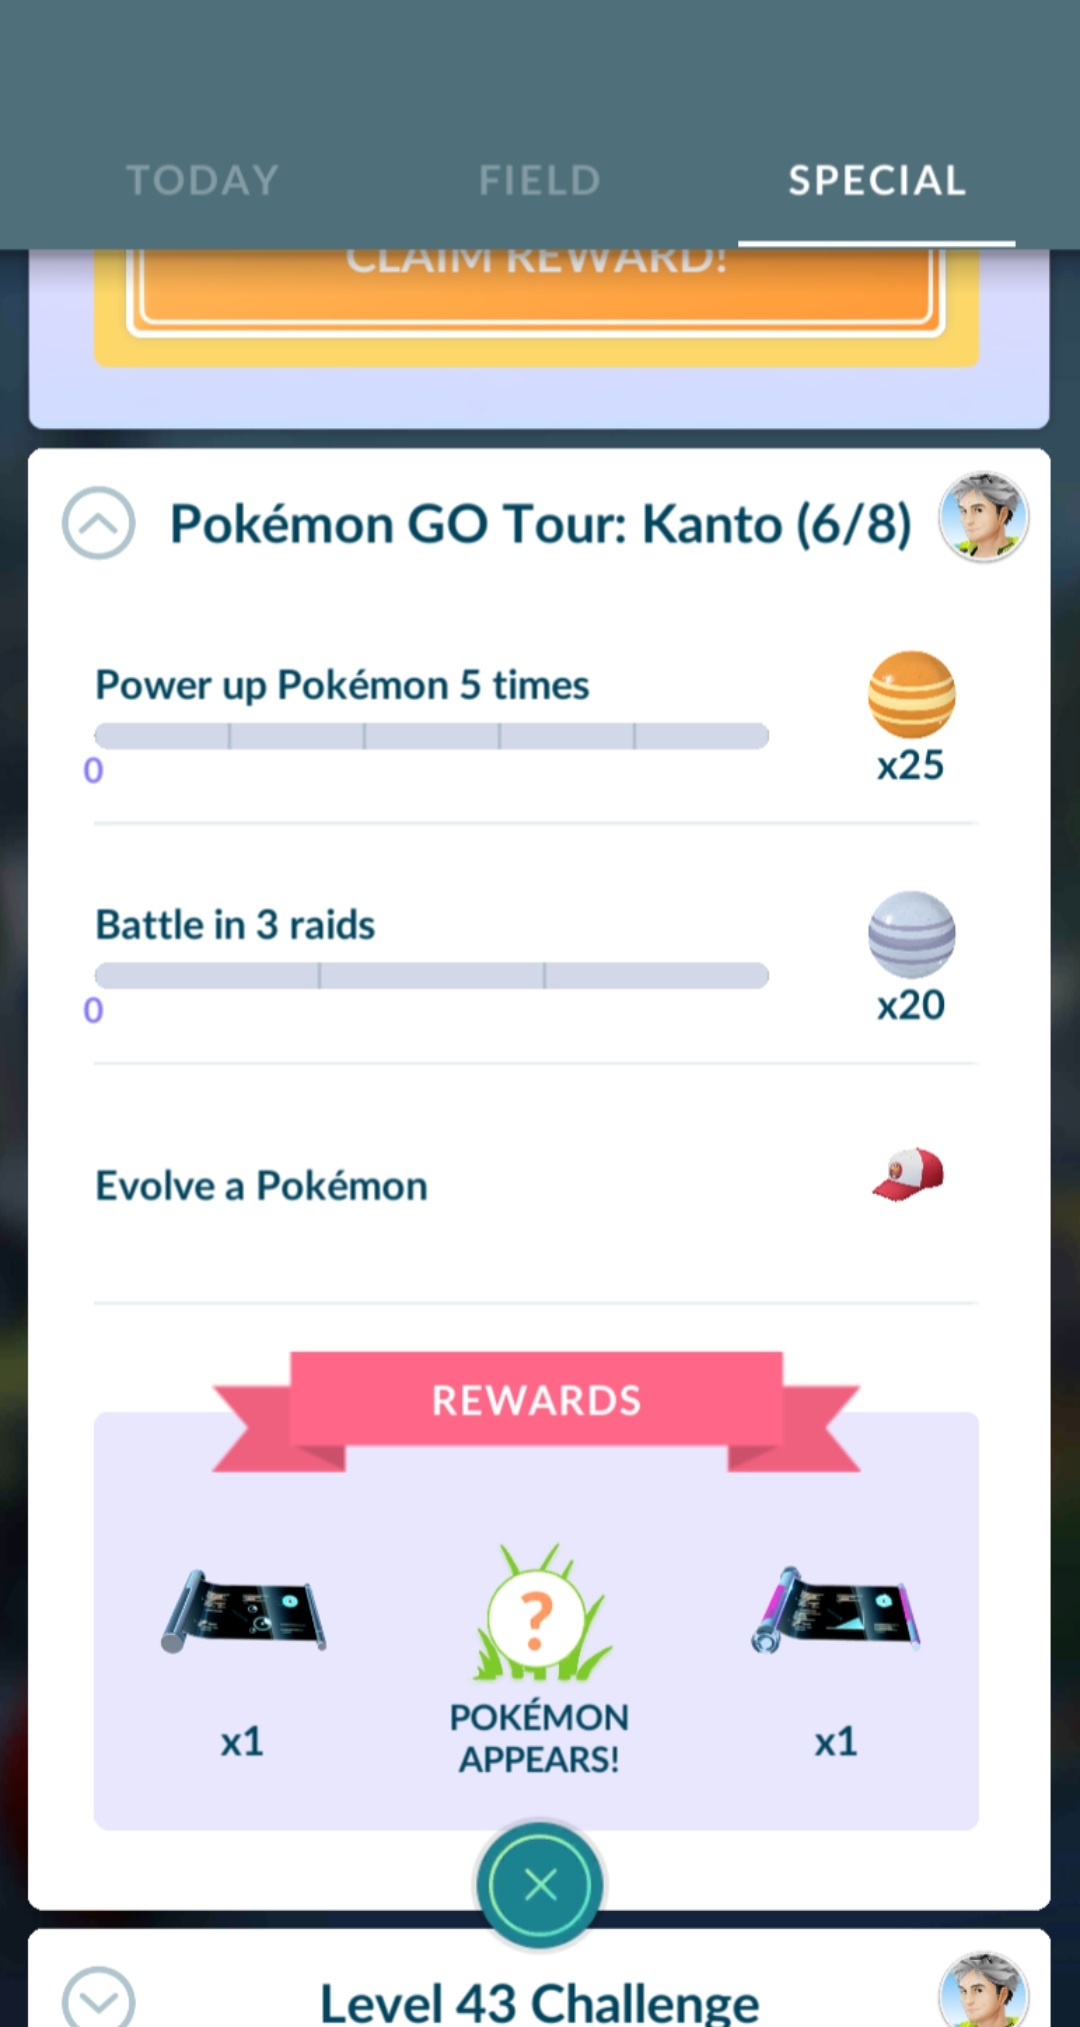 TODAY
FIELD
SPECIAL
CLAIM REWARD!
Pokémon GO Tour: Kanto (6/8)
Power up Pokémon 5 times
0
x25
Battle in 3 raids
0
x20
Evolve a Pokémon
REWARDS
?
x1
POKÉMON
APPEARS!
x1
Level 43 Challenge